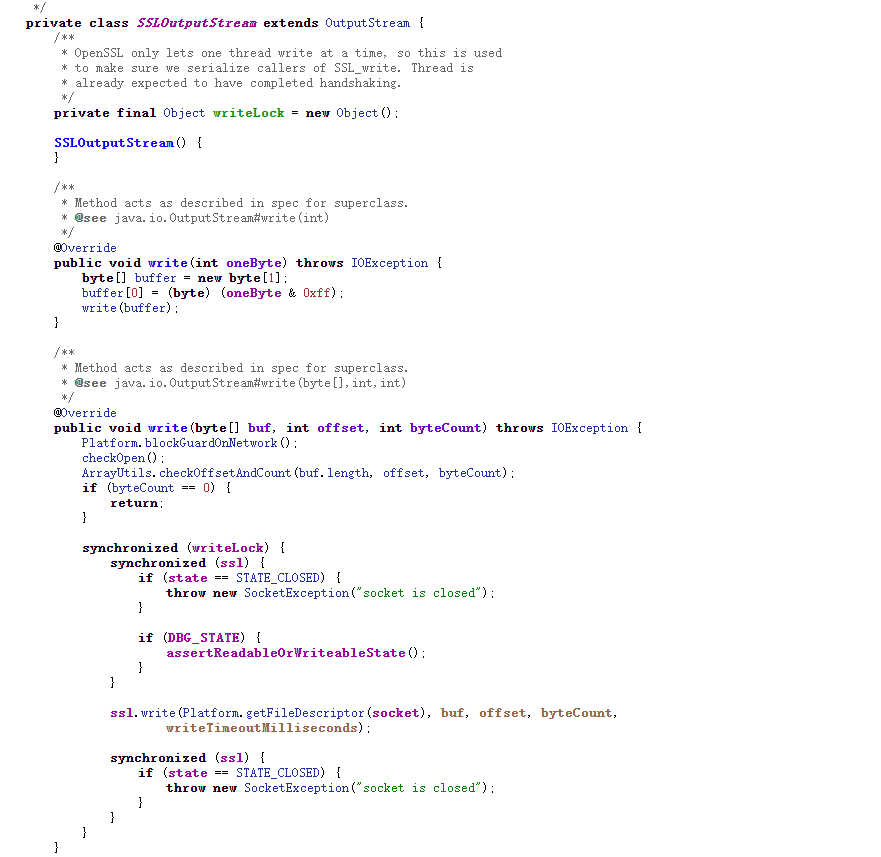 */
private class SSLOutputStream extends OutputStream {
    /**
     * OpenSSL only lets one thread write at a time, so this is used
     * to make sure we serialize callers of SSL_write. Thread is
     * already expected to have completed handshaking.
     */
    private final Object writeLock = new Object();

    SSLOutputStream() {
    }

    /**
     * Method acts as described in spec for superclass.
     * @see java.io.OutputStream#write(int)
     */
    @Override
    public void write(int oneByte) throws IOException {
        byte[] buffer = new byte[1];
        buffer[0] = (byte) (oneByte & 0xff);
        write(buffer);
    }

    /**
     * Method acts as described in spec for superclass.
     * @see java.io.OutputStream#write(byte[],int,int)
     */
    @Override
    public void write(byte[] buf, int offset, int byteCount) throws IOException {
        Platform.blockGuardOnNetwork();
        checkOpen();
        ArrayUtils.checkOffsetAndCount(buf.length, offset, byteCount);
        if (byteCount == 0) {
            return;
        }

        synchronized (writeLock) {
            synchronized (ssl) {
                if (state == STATE_CLOSED) {
                    throw new SocketException("socket is closed");
                }

                if (DBG_STATE) {
                    assertReadableOrWriteableState();
                }
            }

            ssl.write(Platform.getFileDescriptor(socket), buf, offset, byteCount,
                    writeTimeoutMilliseconds);

            synchronized (ssl) {
                if (state == STATE_CLOSED) {
                    throw new SocketException("socket is closed");
                }
            }
        }
    }